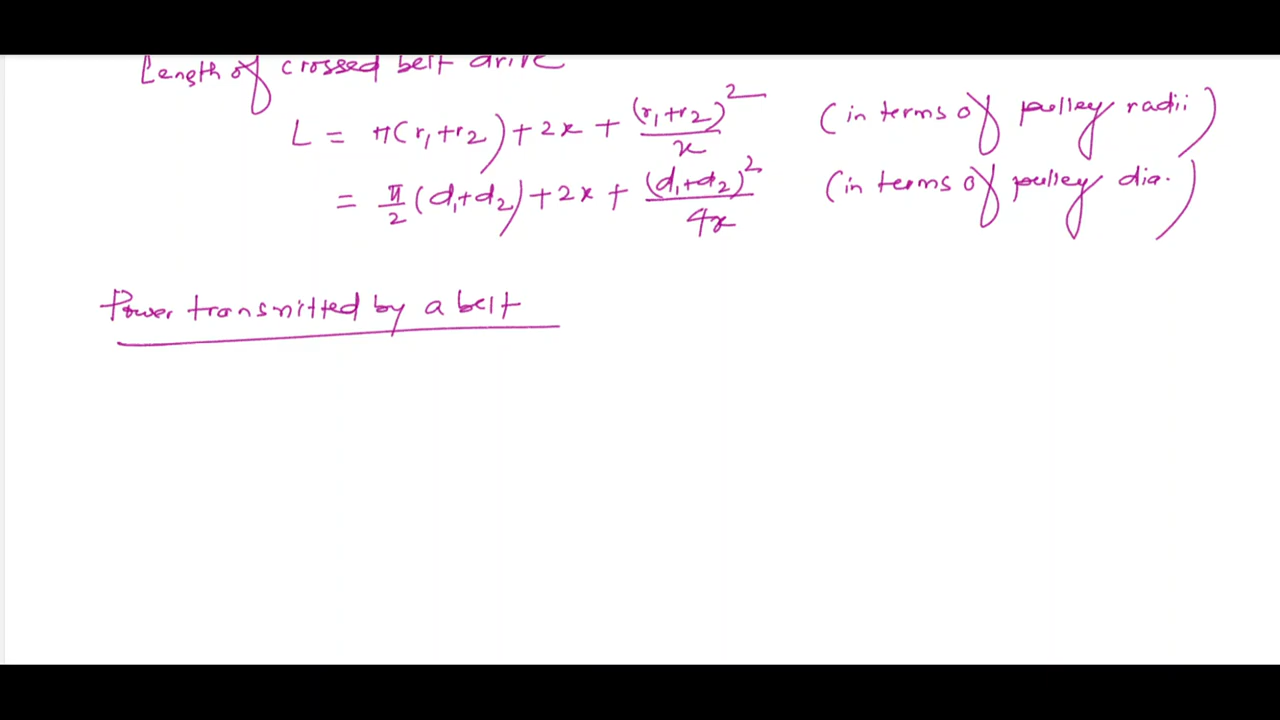 Length of crossed belt drive
L = π(r₁+r₂)+2x+(r₁+r₂)²/x (in terms of pulley radii)
= π/2(d₁+d₂)+2x+(d₁+d₂)²/4x (in terms of pulley dia.)
Power transmitted by a belt